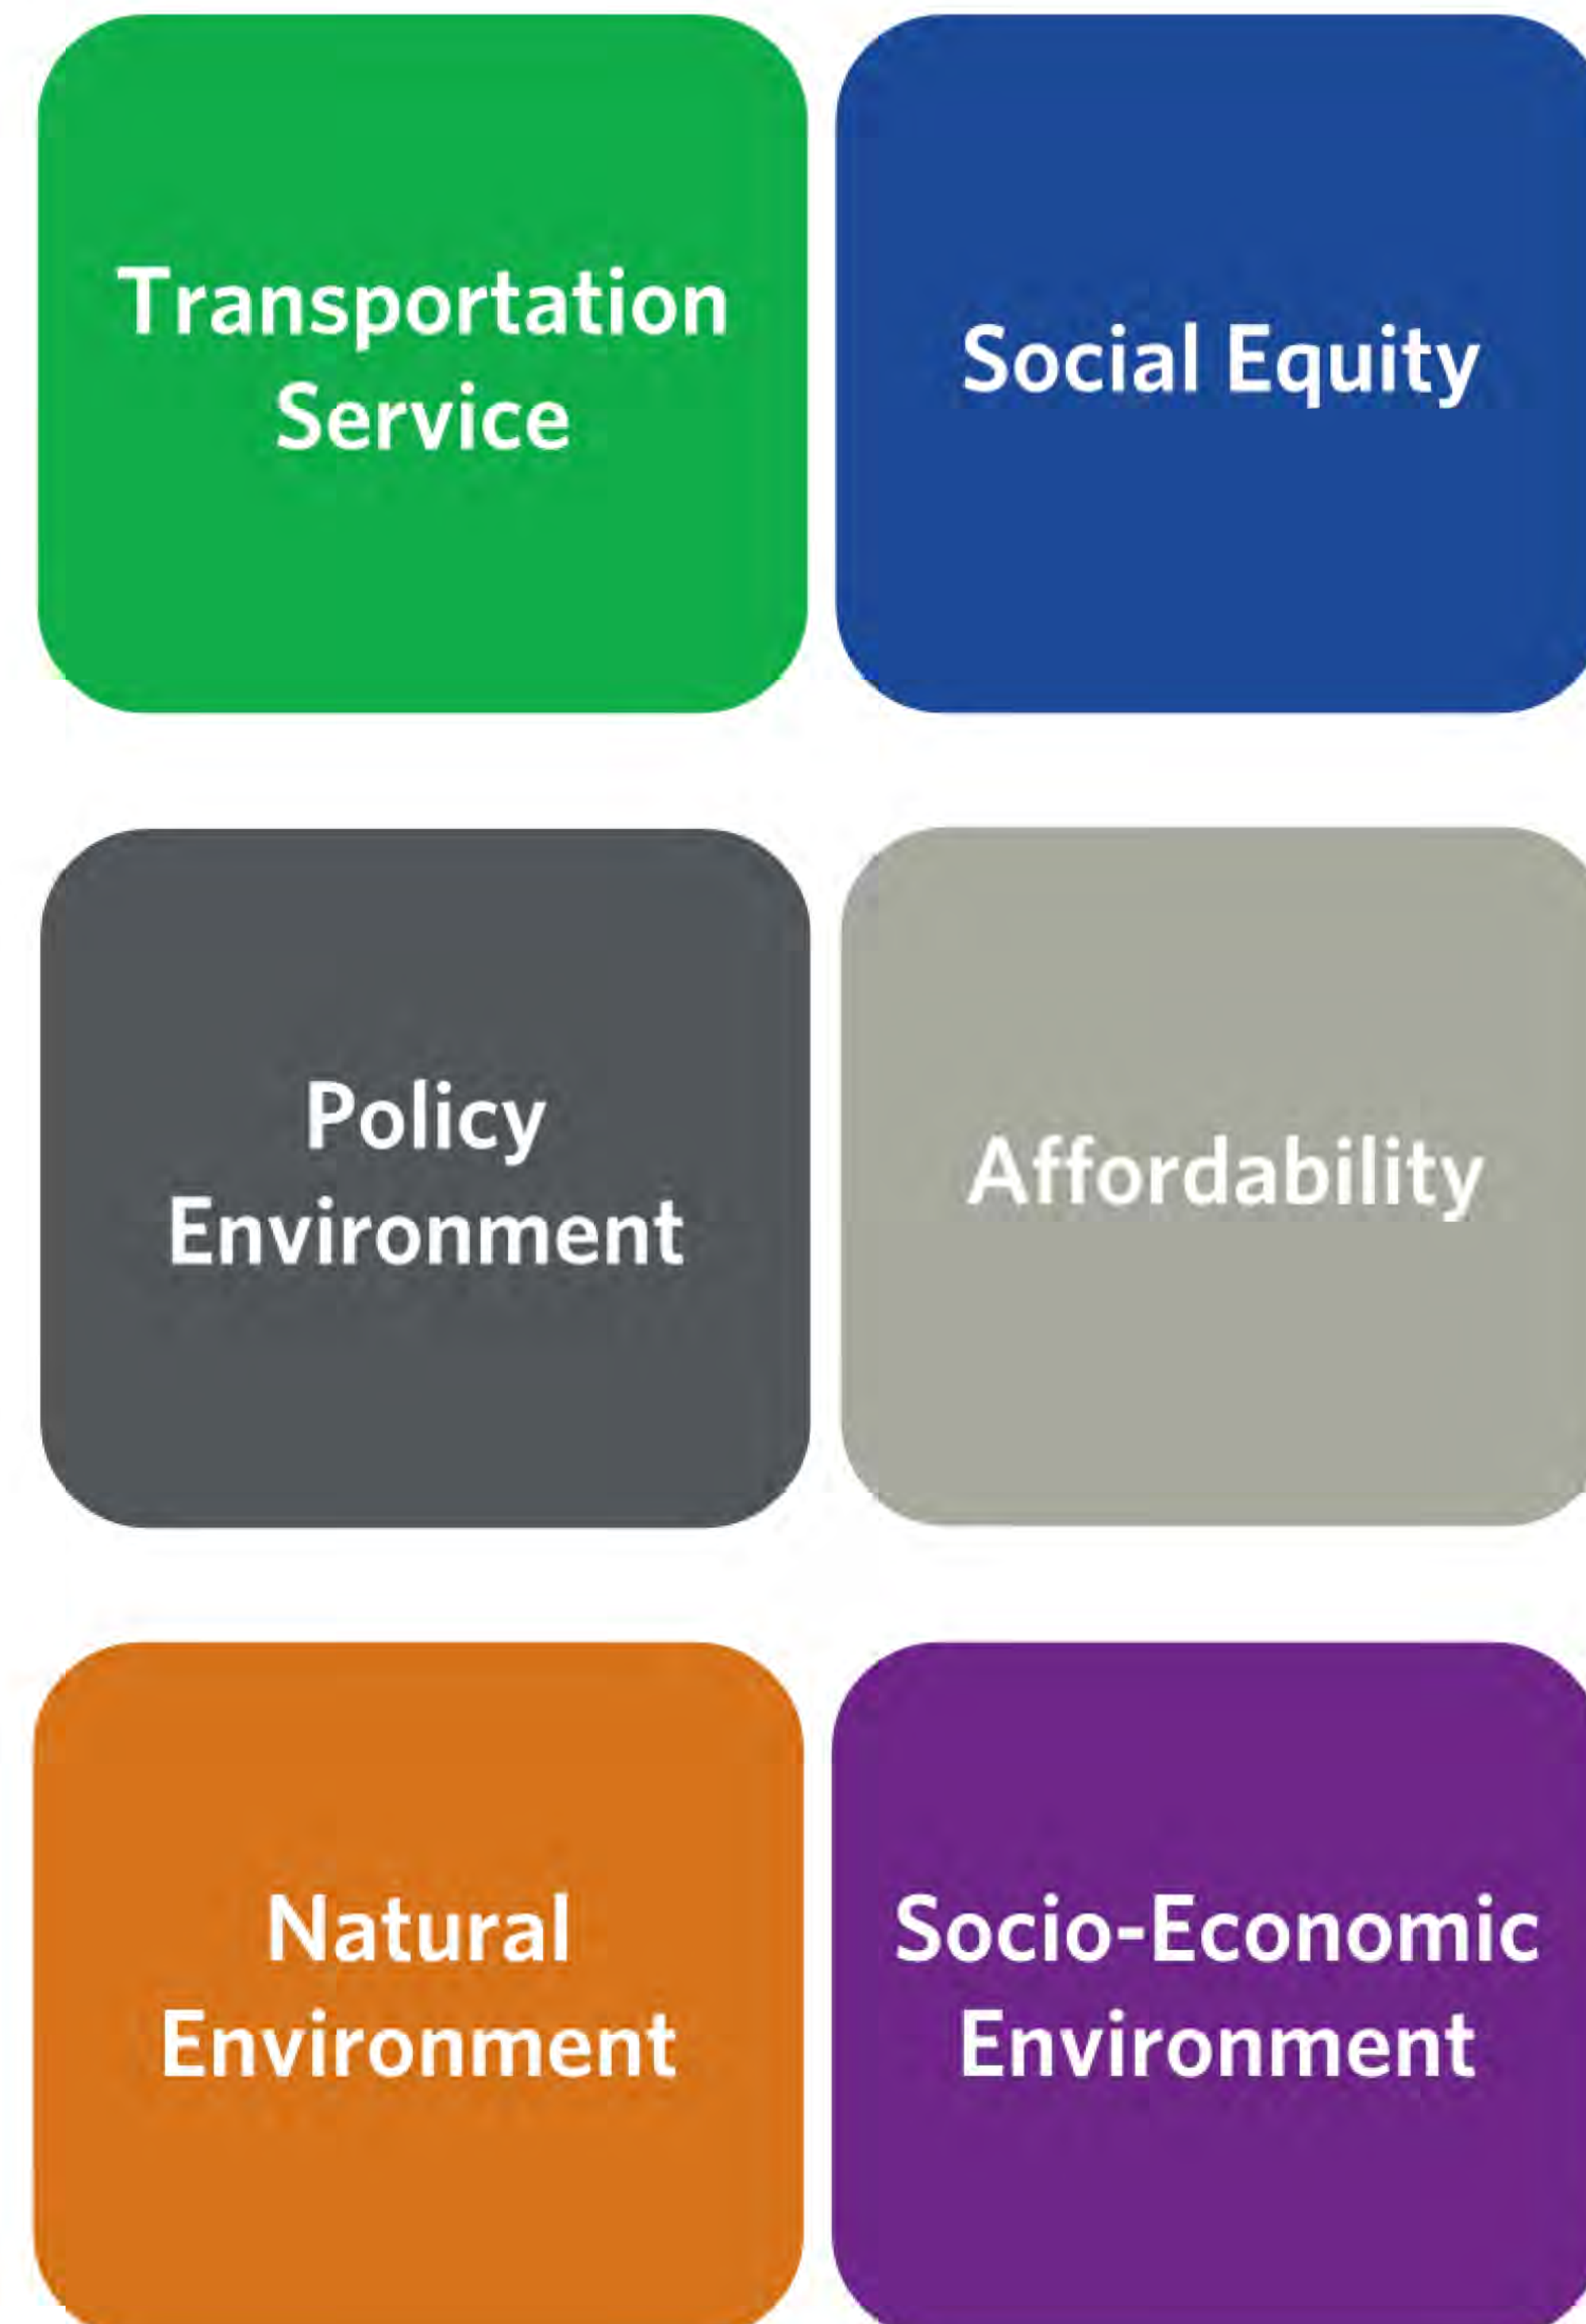 Transportation
Service
Social Equity
Policy
Environment
Affordability
Natural
Environment
Socio-Economic
Environment